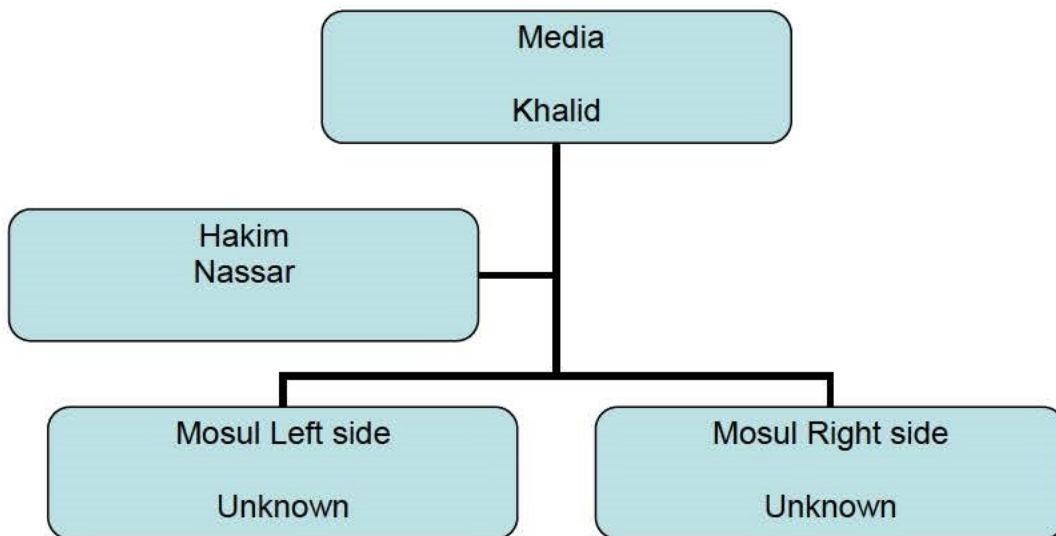 Media
Khalid
Hakim
Nassar
Mosul Left side
Unknown
Mosul Right side
Unknown